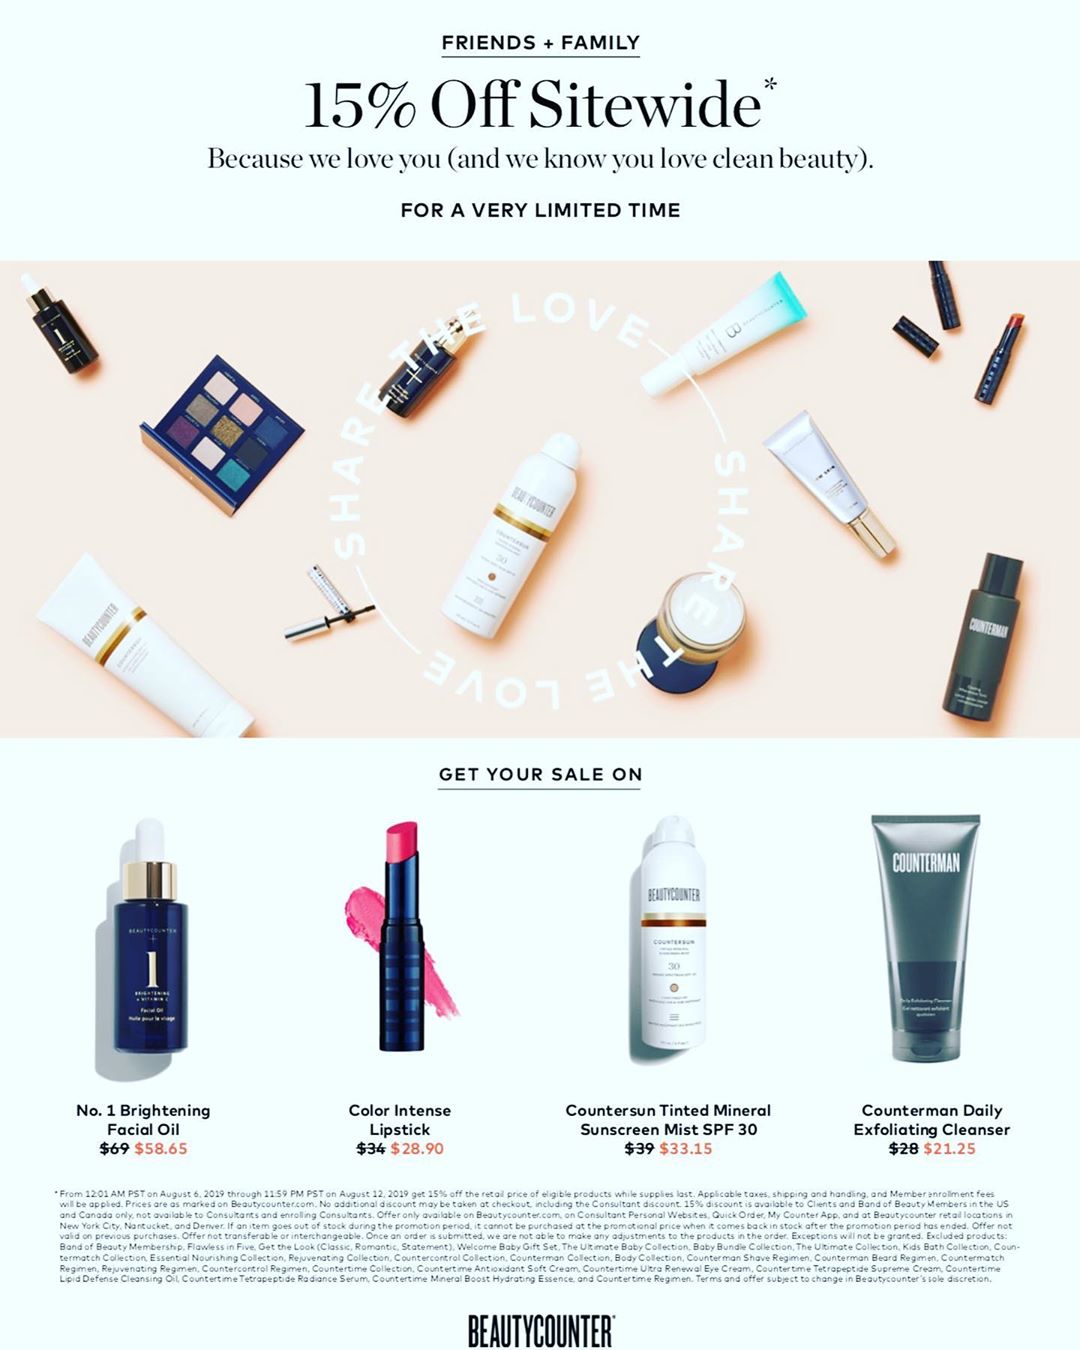 FRIENDS + FAMILY
15% Off Sitewide*
Because we love you (and we know you love clean beauty).
FOR A VERY LIMITED TIME
SHARE THE LOVE
SHARE THE LOVE
BEAUTYCOUNTER
COUNTERSUN
30
BEAUTYCOUNTER
COUNTERSUN
COUNTERMAN
GET YOUR SALE ON
BEAUTYCOUNTER
1
BRIGHTENING
+ VITAMIN C
Facial Oil
Huile pour le visage
BEAUTYCOUNTER
COUNTERSUN
30
COUNTERMAN
Daily Exfoliating Cleanser
Gel nettoyant exfoliant
quotidien
No. 1 Brightening
Facial Oil
$69 $58.65
Color Intense
Lipstick
$34 $28.90
Countersun Tinted Mineral
Sunscreen Mist SPF 30
$39 $33.15
Counterman Daily
Exfoliating Cleanser
$28 $21.25
* From 12:01 AM PST on August 6, 2019 through 11:59 PM PST on August 12, 2019 get 15% off the retail price of eligible products while supplies last. Applicable taxes, shipping and handling, and Member enrollment fees
will be applied. Prices are as marked on Beautycounter.com. No additional discount may be taken at checkout, including the Consultant discount. 15% discount is available to Clients and Band of Beauty Members in the US
and Canada only, not available to Consultants and enrolling Consultants. Offer only available on Beautycounter.com, on Consultant Personal Websites, Quick Order, My Counter App, and at Beautycounter retail locations in
New York City, Nantucket, and Denver. If an item goes out of stock during the promotion period, it cannot be purchased at the promotional price when it comes back in stock after the promotion period has ended. Offer not
valid on previous purchases. Offer not transferable or interchangeable. Once an order is submitted, we are not able to make any adjustments to the products in the order. Exceptions will not be granted. Excluded products:
Band of Beauty Membership, Flawless in Five, Get the Look (Classic, Romantic, Statement), Welcome Baby Gift Set, The Ultimate Baby Collection, Baby Bundle Collection, The Ultimate Collection, Kids Bath Collection, Coun-
termatch Collection, Essential Nourishing Collection, Rejuvenating Collection, Countercontrol Collection, Counterman Collection, Body Collection, Counterman Shave Regimen, Counterman Beard Regimen, Countermatch
Regimen, Rejuvenating Regimen, Countercontrol Regimen, Countertime Collection, Countertime Antioxidant Soft Cream, Countertime Ultra Renewal Eye Cream, Countertime Tetrapeptide Supreme Cream, Countertime
Lipid Defense Cleansing Oil, Countertime Tetrapeptide Radiance Serum, Countertime Mineral Boost Hydrating Essence, and Countertime Regimen. Terms and offer subject to change in Beautycounter's sole discretion.
BEAUTYCOUNTER